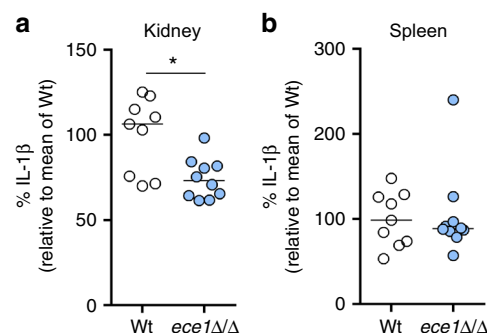 a
Kidney
% IL-1β
(relative to mean of Wt)
150
100
50
0
*
Wt
ece1Δ/Δ
b
Spleen
% IL-1β
(relative to mean of Wt)
300
200
100
0
Wt
ece1Δ/Δ